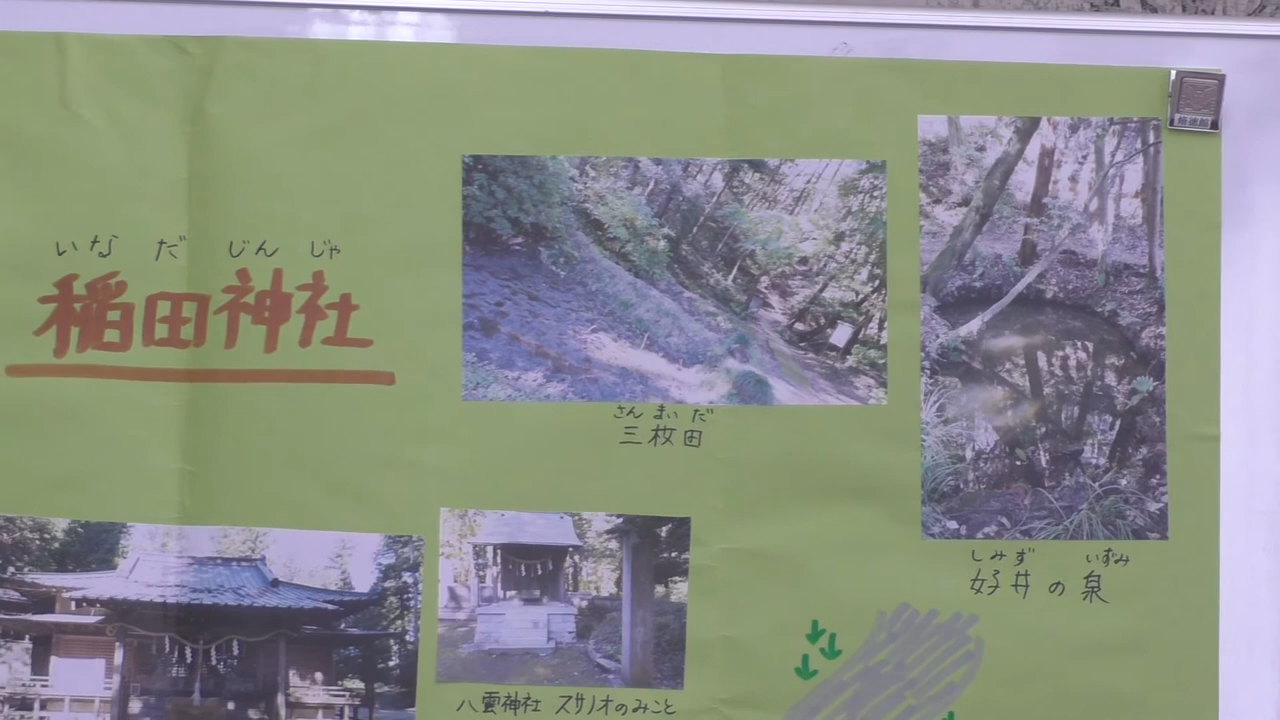 いなだ じんじゃ
稲田神社
さんまいだ
三枚田
しみず いずみ
好井の泉
八雲神社 スサノオのみこと